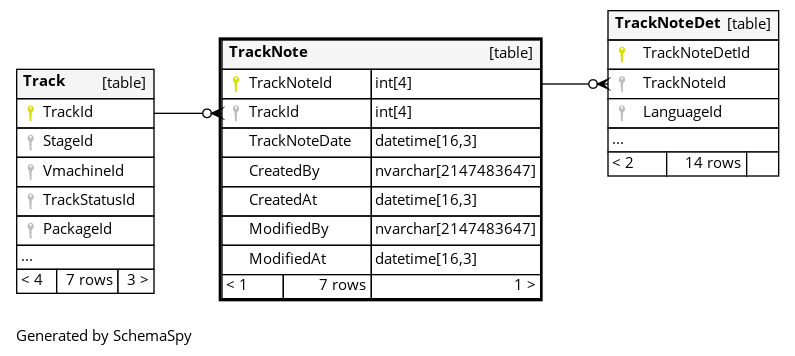 Track [table]
TrackId
StageId
VmachineId
TrackStatusId
PackageId
...
< 4 7 rows 3 >
TrackNote [table]
TrackNoteId int[4]
TrackId int[4]
TrackNoteDate datetime[16,3]
CreatedBy nvarchar[2147483647]
CreatedAt datetime[16,3]
ModifiedBy nvarchar[2147483647]
ModifiedAt datetime[16,3]
< 1 7 rows 1 >
TrackNoteDet [table]
TrackNoteDetId
TrackNoteId
LanguageId
...
< 2 14 rows
Generated by SchemaSpy